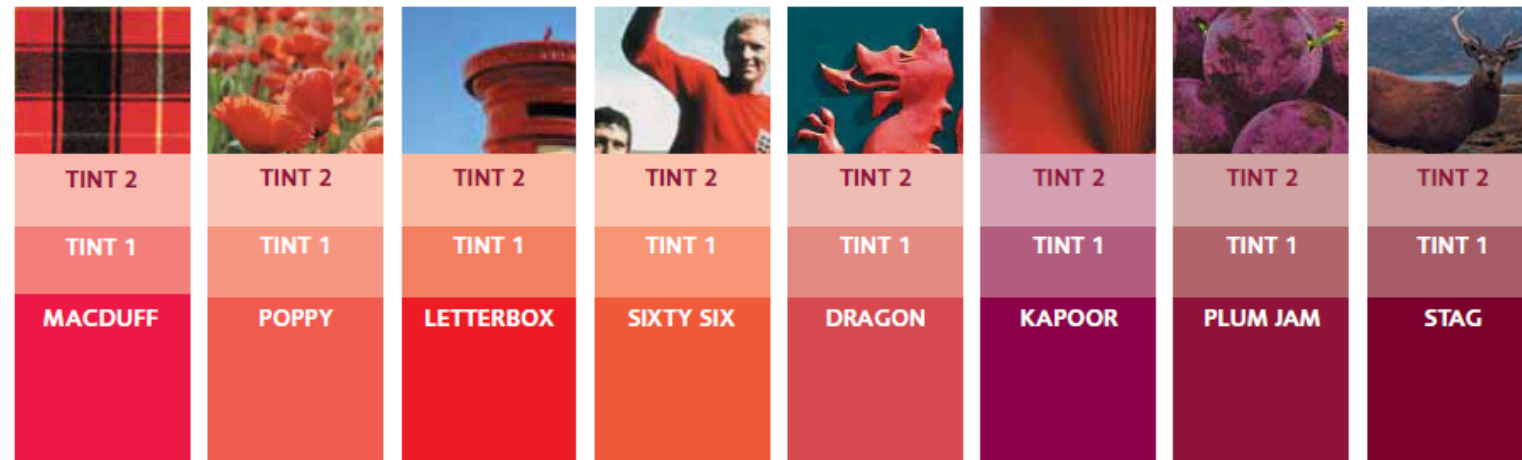 TINT 2 TINT 2 TINT 2 TINT 2 TINT 2 TINT 2 TINT 2 TINT 2
TINT 1 TINT 1 TINT 1 TINT 1 TINT 1 TINT 1 TINT 1 TINT 1
MACDUFF POPPY LETTERBOX SIXTY SIX DRAGON KAPOOR PLUM JAM STAG